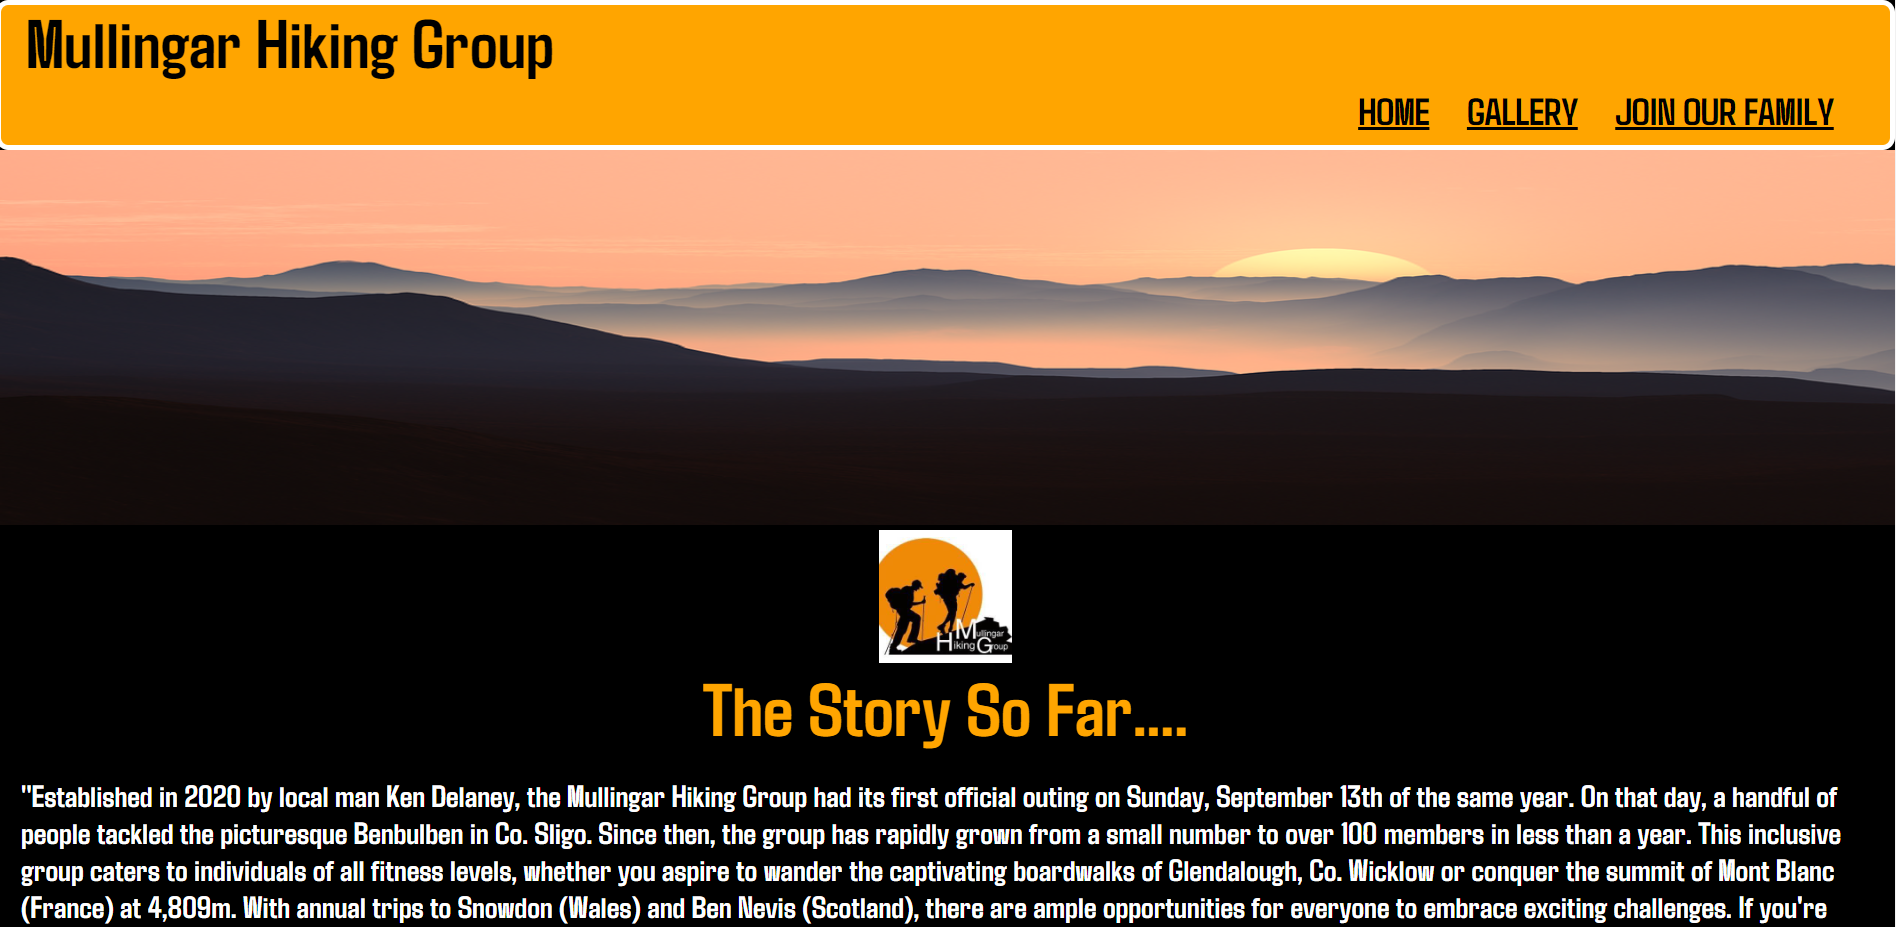 Mullingar Hiking Group
HOME GALLERY JOIN OUR FAMILY
Mullingar
Hiking Group
The Story So Far....
"Established in 2020 by local man Ken Delaney, the Mullingar Hiking Group had its first official outing on Sunday, September 13th of the same year. On that day, a handful of
people tackled the picturesque Benbulben in Co. Sligo. Since then, the group has rapidly grown from a small number to over 100 members in less than a year. This inclusive
group caters to individuals of all fitness levels, whether you aspire to wander the captivating boardwalks of Glendalough, Co. Wicklow or conquer the summit of Mont Blanc
(France) at 4,809m. With annual trips to Snowdon (Wales) and Ben Nevis (Scotland), there are ample opportunities for everyone to embrace exciting challenges. If you're